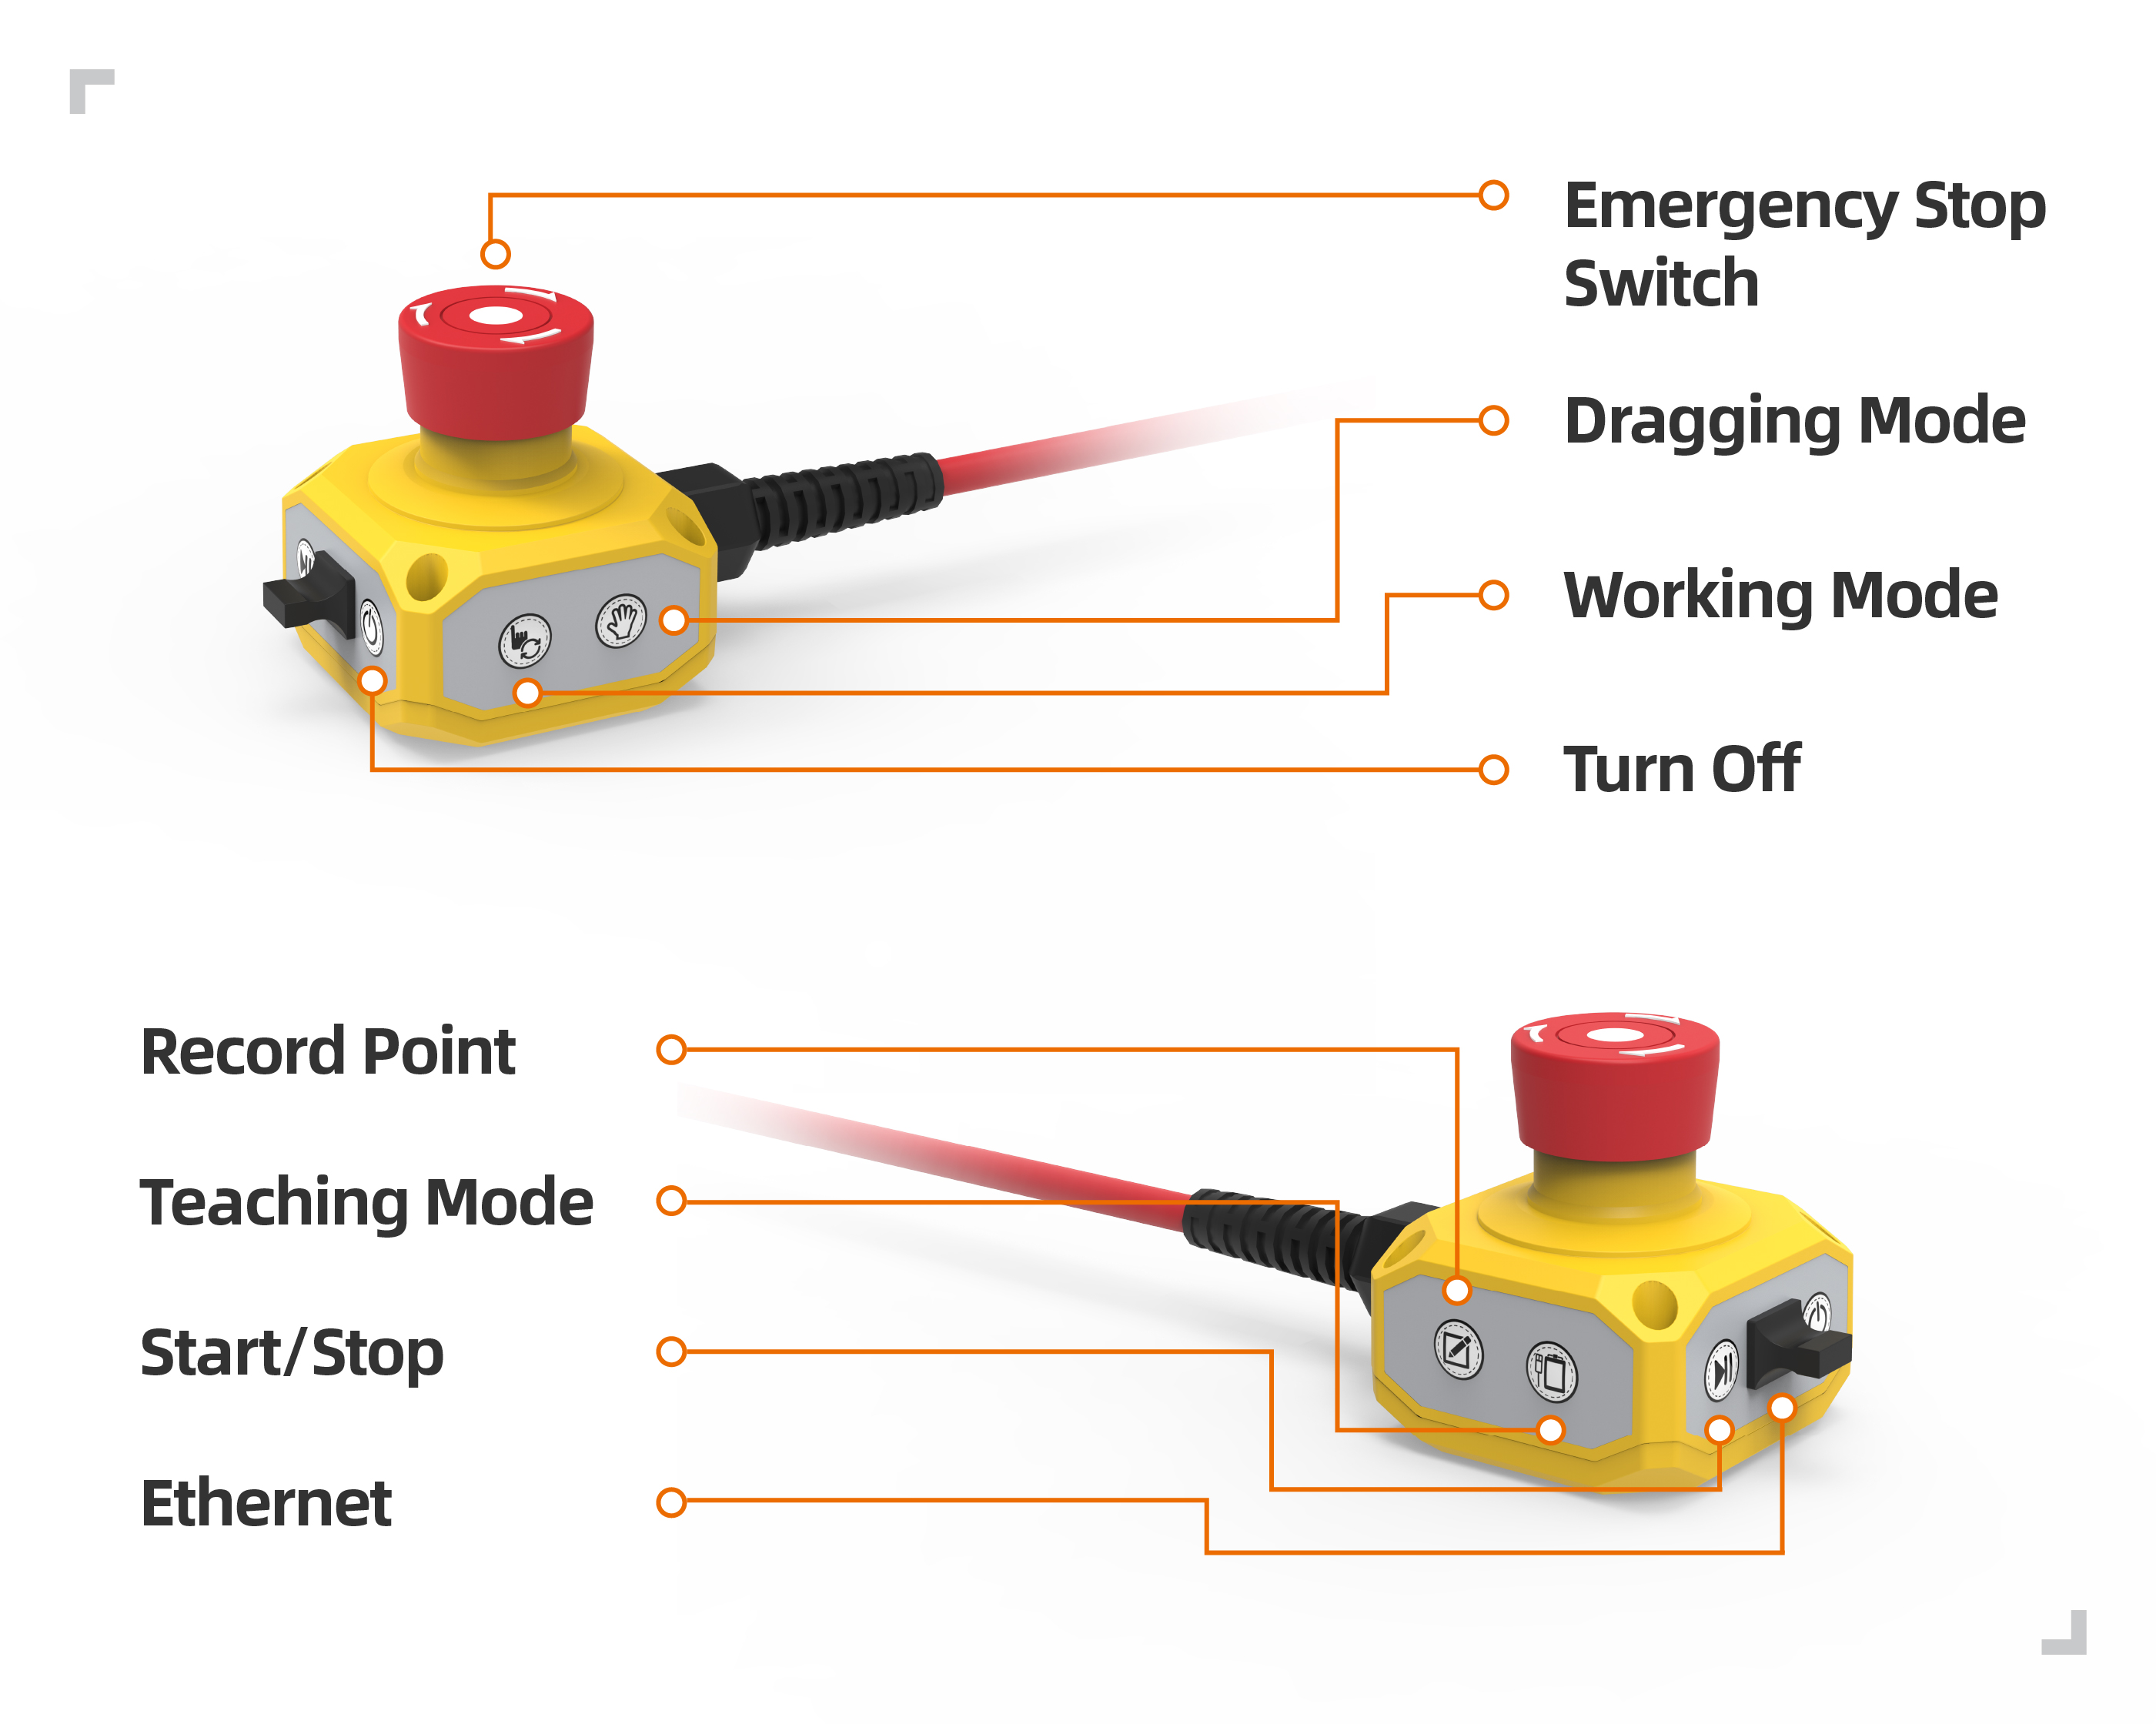 Emergency Stop
Switch
Dragging Mode
Working Mode
Turn Off
Record Point
Teaching Mode
Start/Stop
Ethernet